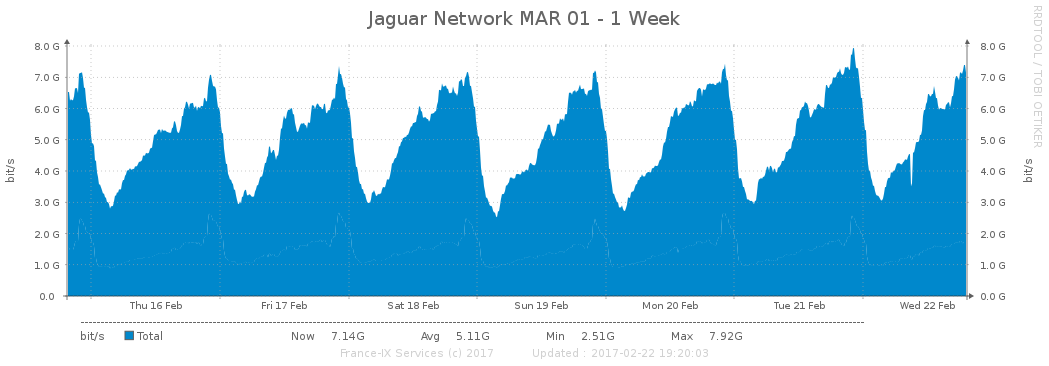 Jaguar Network MAR 01 - 1 Week
RRDTOOL / TOBI OETIKER
bit/s
8.0 G
7.0 G
6.0 G
5.0 G
4.0 G
3.0 G
2.0 G
1.0 G
0.0
8.0 G
7.0 G
6.0 G
5.0 G
4.0 G
3.0 G
2.0 G
1.0 G
0.0 G
bit/s
Thu 16 Feb Fri 17 Feb Sat 18 Feb Sun 19 Feb Mon 20 Feb Tue 21 Feb Wed 22 Feb
bit/s Total Now 7.14G Avg 5.11G Min 2.51G Max 7.92G
France-IX Services (c) 2017 Updated : 2017-02-22 19:20:03